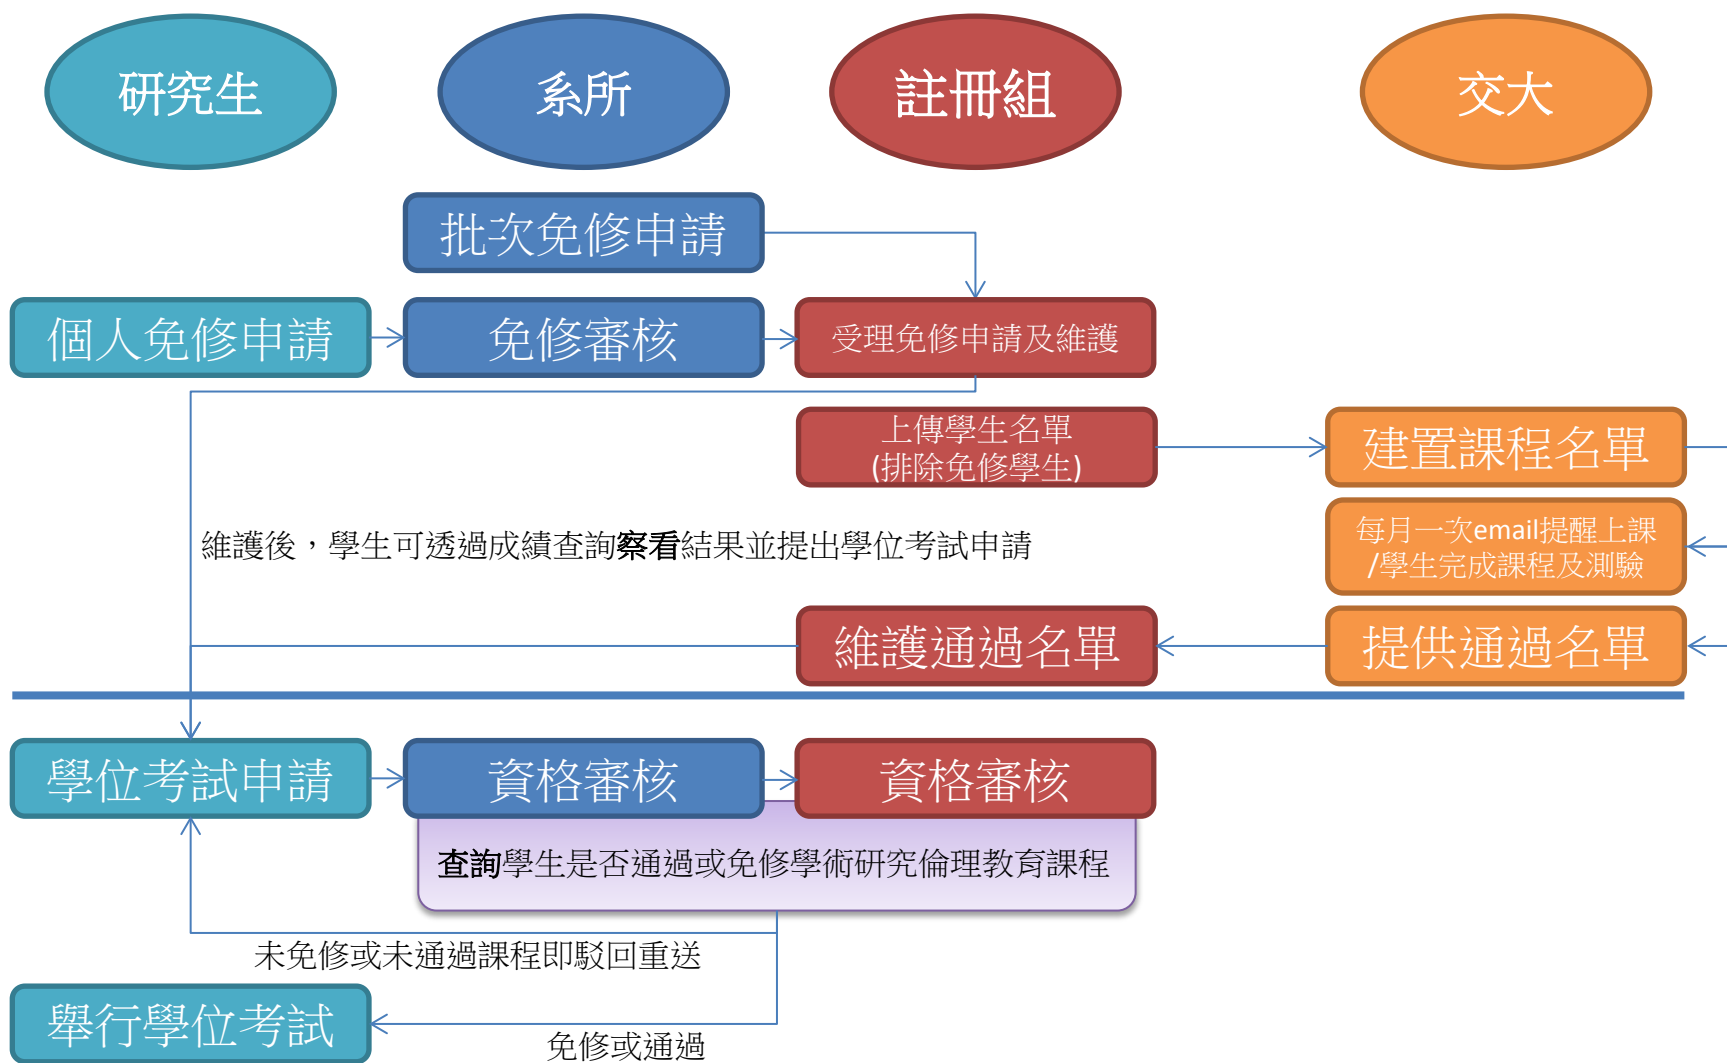 研究生
系所
註冊組
交大
批次免修申請
個人免修申請
免修審核
受理免修申請及維護
上傳學生名單
(排除免修學生)
建置課程名單
每月一次email提醒上課
/學生完成課程及測驗
維護後，學生可透過成績查詢察看結果並提出學位考試申請
維護通過名單
提供通過名單
學位考試申請
資格審核
資格審核
查詢學生是否通過或免修學術研究倫理教育課程
未免修或未通過課程即駁回重送
舉行學位考試
免修或通過